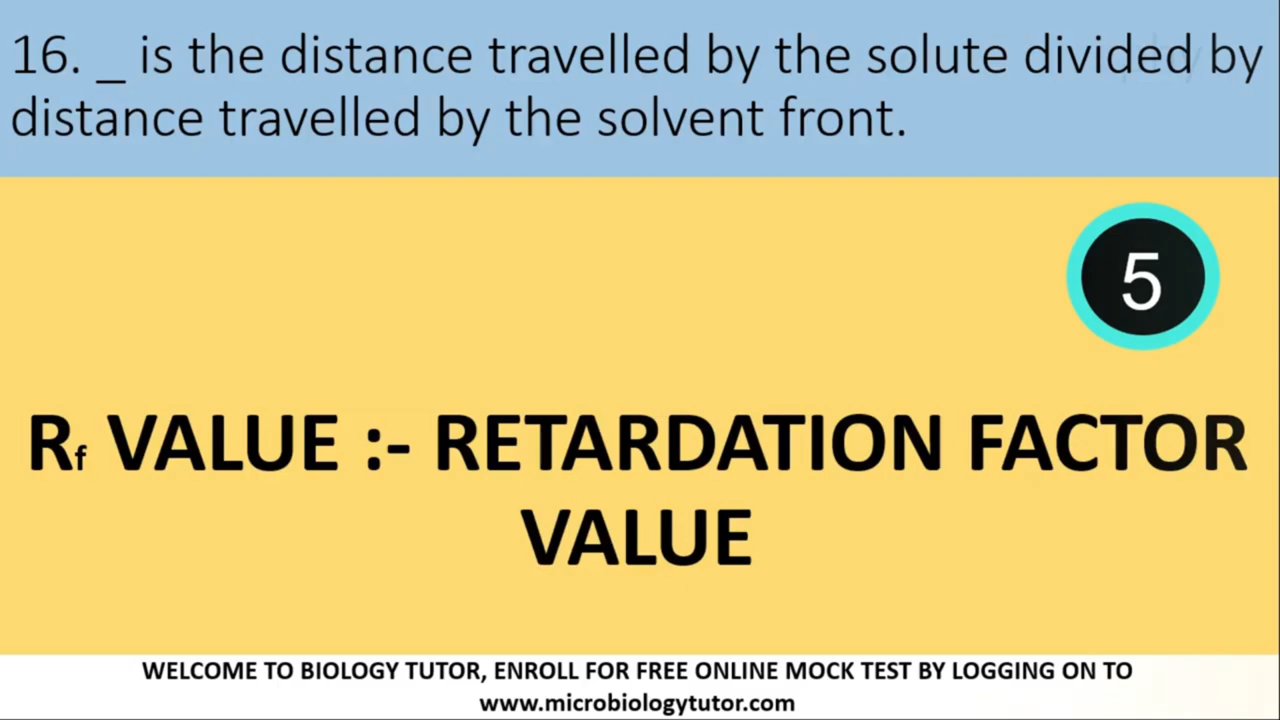 16. _ is the distance travelled by the solute divided by
distance travelled by the solvent front.
5
Rf VALUE :- RETARDATION FACTOR
VALUE
WELCOME TO BIOLOGY TUTOR, ENROLL FOR FREE ONLINE MOCK TEST BY LOGGING ON TO
www.microbiologytutor.com